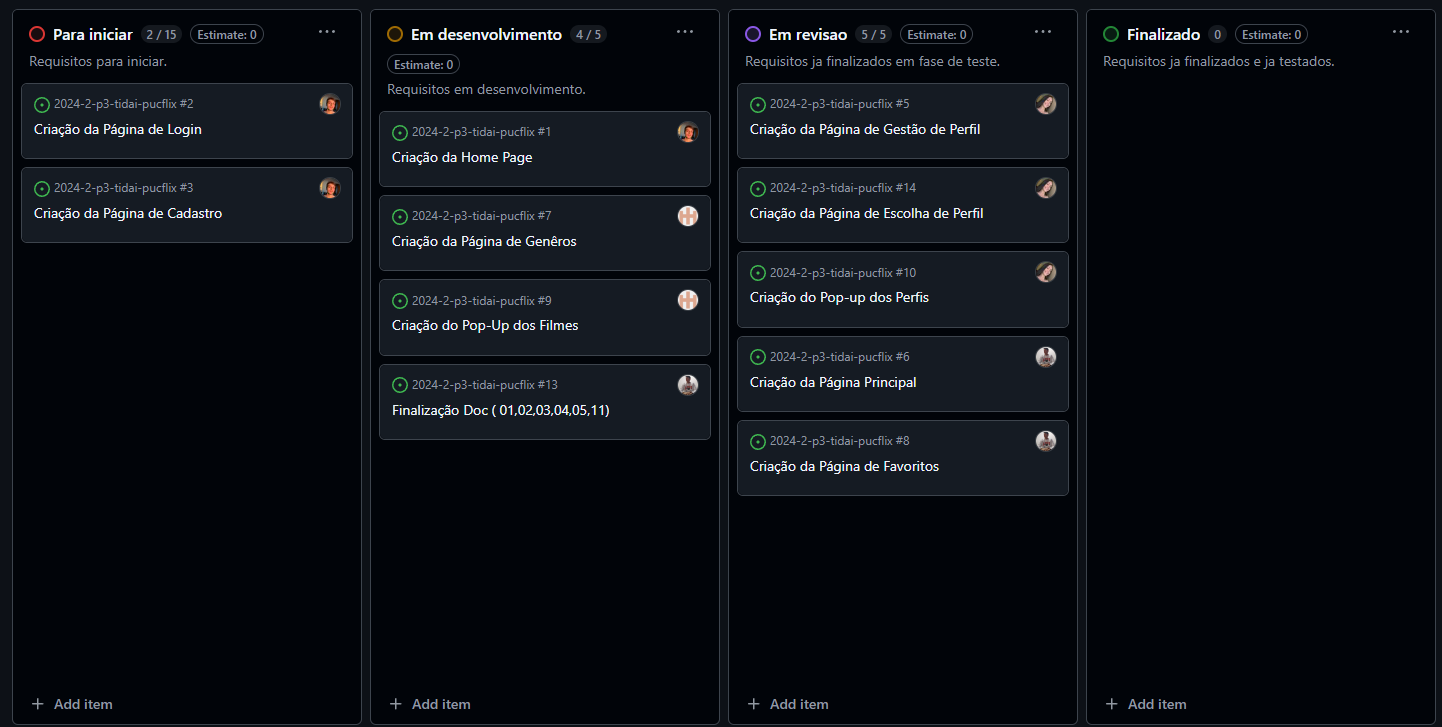 Para iniciar 2 / 15 Estimate: 0
Requisitos para iniciar.
2024-2-p3-tidai-pucflix #2
Criação da Página de Login
2024-2-p3-tidai-pucflix #3
Criação da Página de Cadastro
Add item
Em desenvolvimento 4 / 5
Estimate: 0
Requisitos em desenvolvimento.
2024-2-p3-tidai-pucflix #1
Criação da Home Page
2024-2-p3-tidai-pucflix #7
Criação da Página de Genêros
2024-2-p3-tidai-pucflix #9
Criação do Pop-Up dos Filmes
2024-2-p3-tidai-pucflix #13
Finalização Doc ( 01,02,03,04,05,11)
Add item
Em revisao 5 / 5 Estimate: 0
Requisitos ja finalizados em fase de teste.
2024-2-p3-tidai-pucflix #5
Criação da Página de Gestão de Perfil
2024-2-p3-tidai-pucflix #14
Criação da Página de Escolha de Perfil
2024-2-p3-tidai-pucflix #10
Criação do Pop-up dos Perfis
2024-2-p3-tidai-pucflix #6
Criação da Página Principal
2024-2-p3-tidai-pucflix #8
Criação da Página de Favoritos
Add item
Finalizado 0 Estimate: 0
Requisitos ja finalizados e ja testados.
Add item